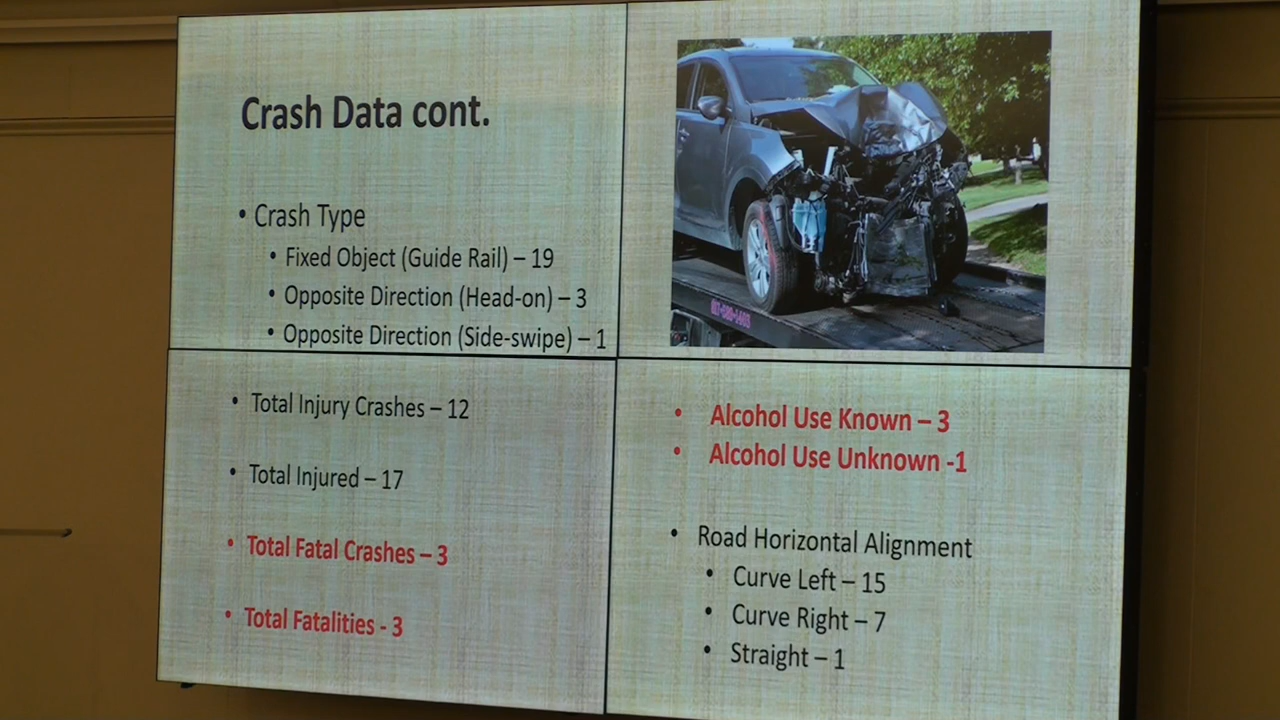 Crash Data cont.
• Crash Type
• Fixed Object (Guide Rail) – 19
• Opposite Direction (Head-on) – 3
• Opposite Direction (Side-swipe) – 1
• Total Injury Crashes – 12
• Total Injured – 17
• Total Fatal Crashes – 3
• Total Fatalities - 3
• Alcohol Use Known – 3
• Alcohol Use Unknown -1
• Road Horizontal Alignment
• Curve Left – 15
• Curve Right – 7
• Straight – 1